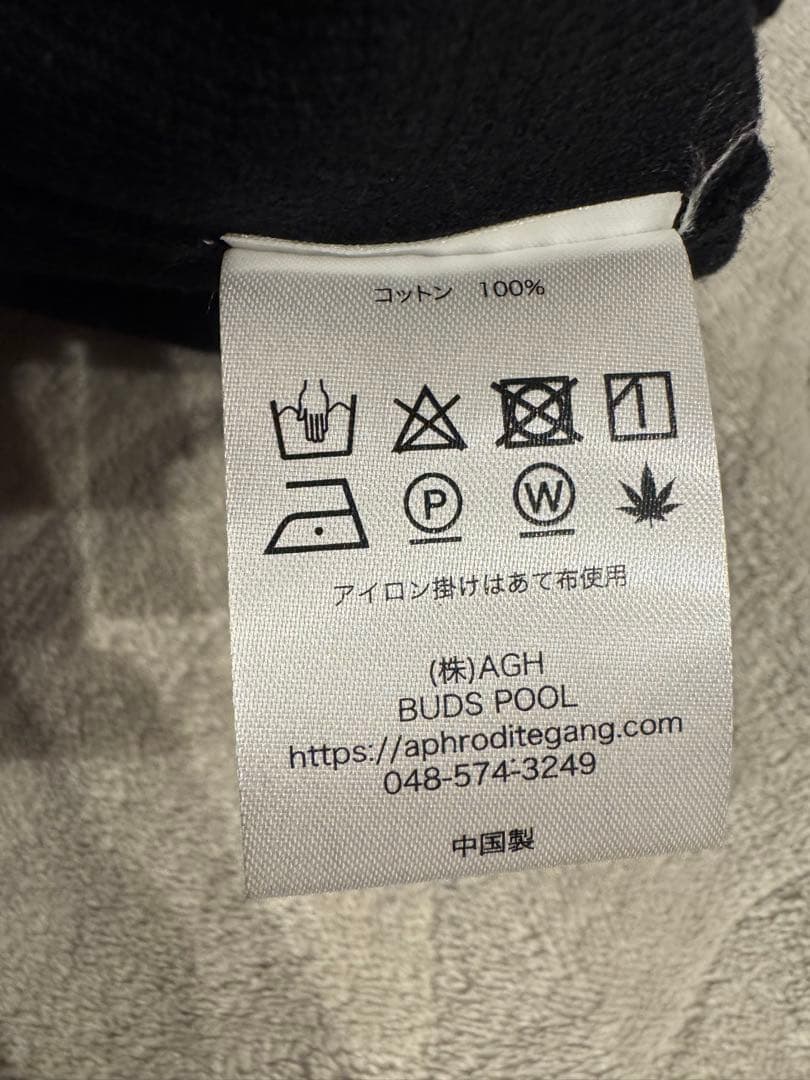 コットン 100%
P W
アイロン掛けはあて布使用
(株)AGH
BUDS POOL
https://aphroditegang.com
048-574-3249
中国製